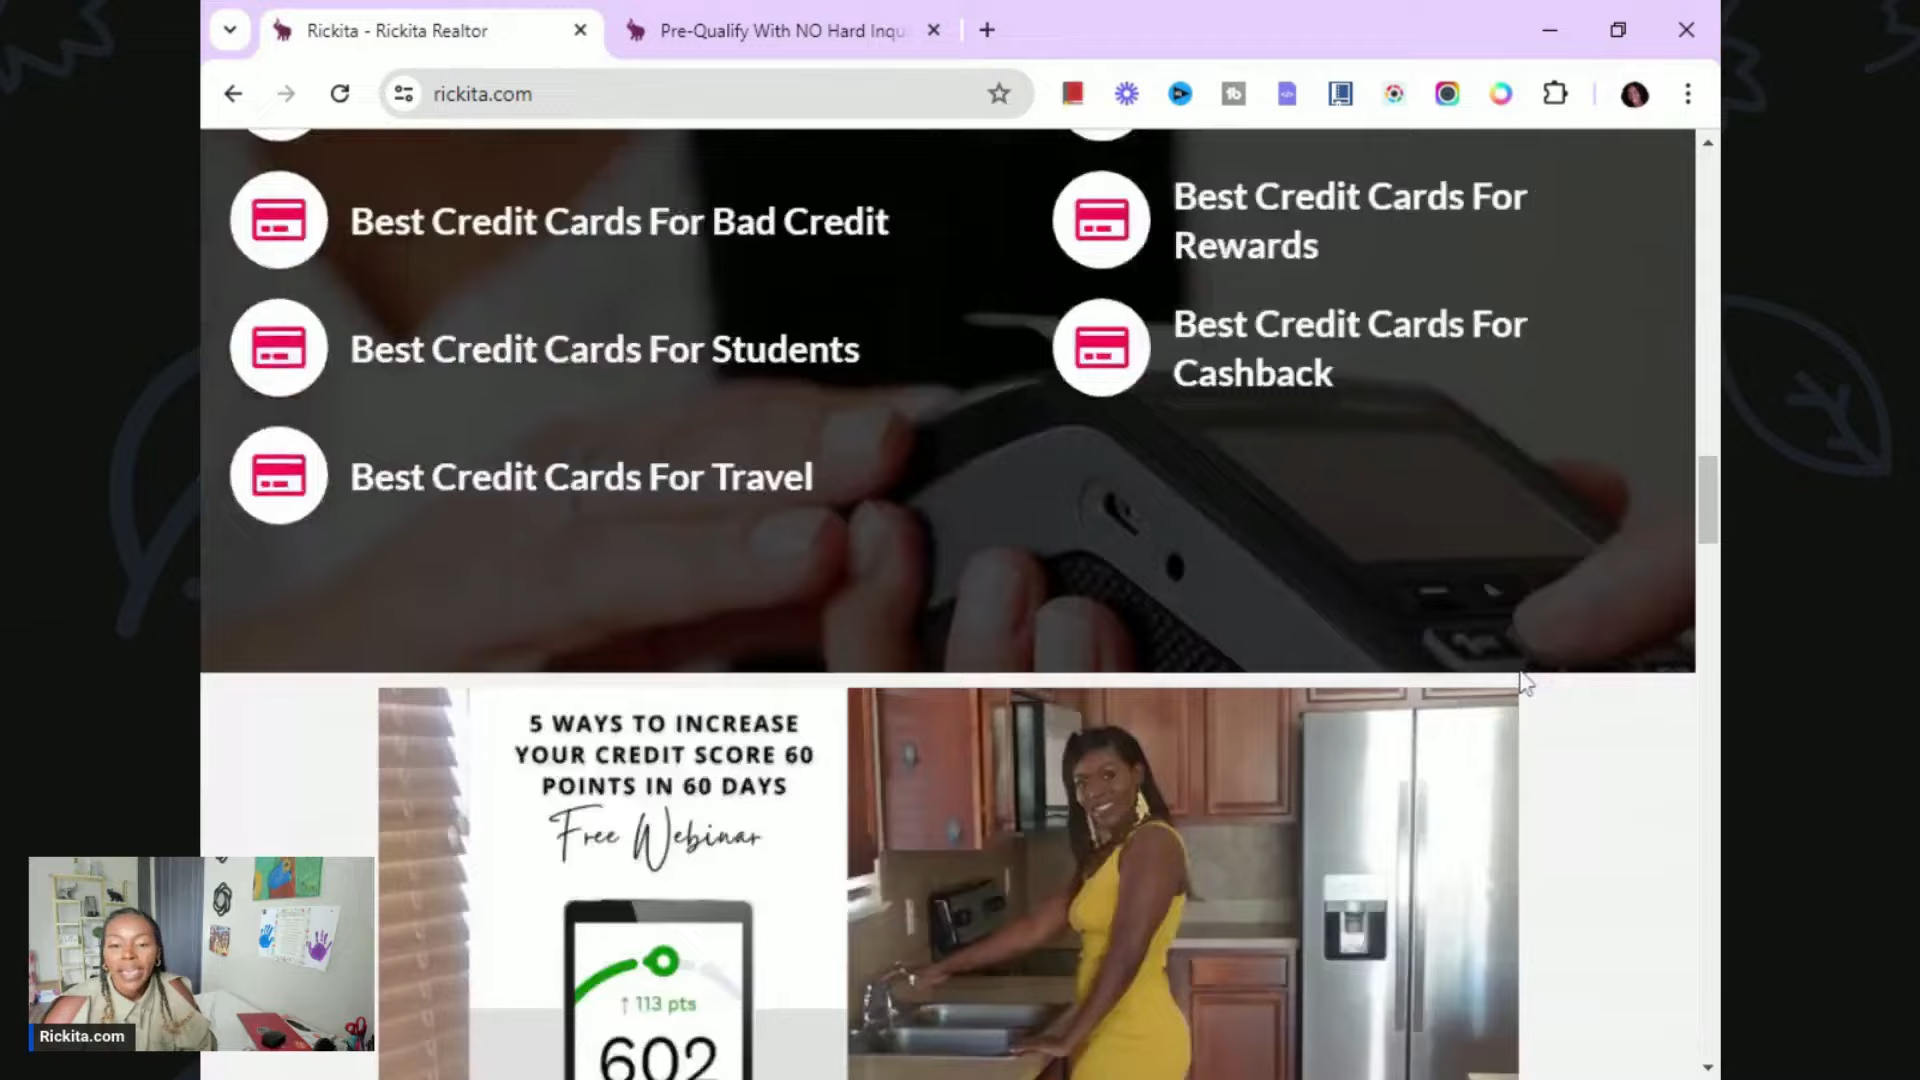 Rickita - Rickita Realtor
Pre-Qualify With NO Hard Inqu
rickita.com
Best Credit Cards For Bad Credit
Best Credit Cards For
Rewards
Best Credit Cards For Students
Best Credit Cards For
Cashback
Best Credit Cards For Travel
5 WAYS TO INCREASE
YOUR CREDIT SCORE 60
POINTS IN 60 DAYS
Free Webinar
↑ 113 pts
602
Rickita.com